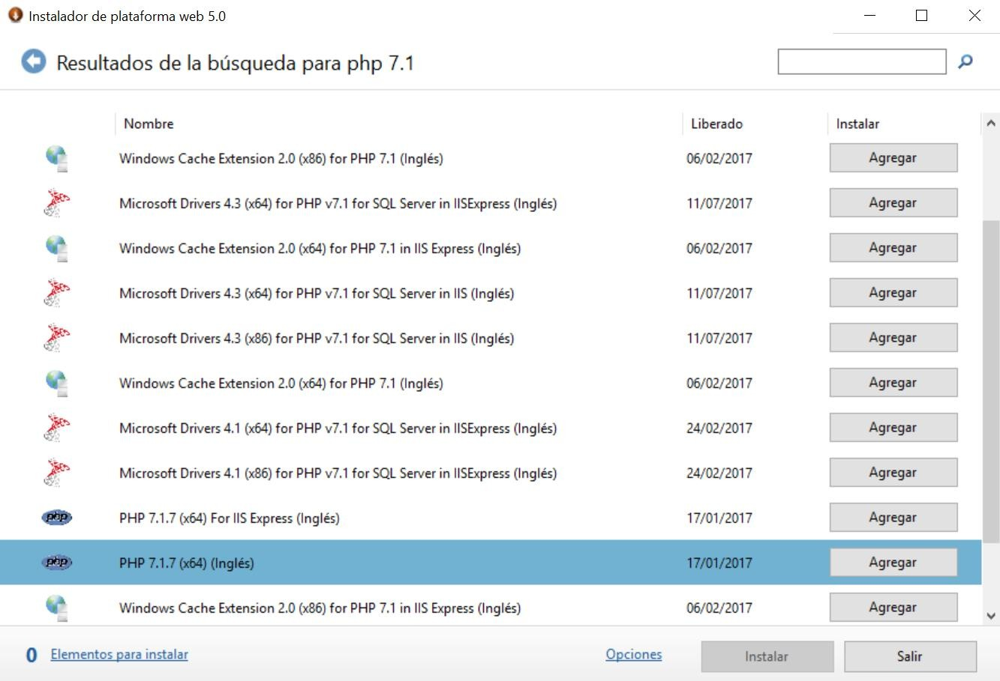 Instalador de plataforma web 5.0
Resultados de la búsqueda para php 7.1
Nombre Liberado Instalar
Windows Cache Extension 2.0 (x86) for PHP 7.1 (Inglés) 06/02/2017 Agregar
Microsoft Drivers 4.3 (x64) for PHP v7.1 for SQL Server in IISExpress (Inglés) 11/07/2017 Agregar
Windows Cache Extension 2.0 (x64) for PHP 7.1 in IIS Express (Inglés) 06/02/2017 Agregar
Microsoft Drivers 4.3 (x64) for PHP v7.1 for SQL Server in IIS (Inglés) 11/07/2017 Agregar
Microsoft Drivers 4.3 (x86) for PHP v7.1 for SQL Server in IIS (Inglés) 11/07/2017 Agregar
Windows Cache Extension 2.0 (x64) for PHP 7.1 (Inglés) 06/02/2017 Agregar
Microsoft Drivers 4.1 (x64) for PHP v7.1 for SQL Server in IISExpress (Inglés) 24/02/2017 Agregar
Microsoft Drivers 4.1 (x86) for PHP v7.1 for SQL Server in IISExpress (Inglés) 24/02/2017 Agregar
php PHP 7.1.7 (x64) For IIS Express (Inglés) 17/01/2017 Agregar
php PHP 7.1.7 (x64) (Inglés) 17/01/2017 Agregar
Windows Cache Extension 2.0 (x86) for PHP 7.1 in IIS Express (Inglés) 06/02/2017 Agregar
0 Elementos para instalar Opciones Instalar Salir